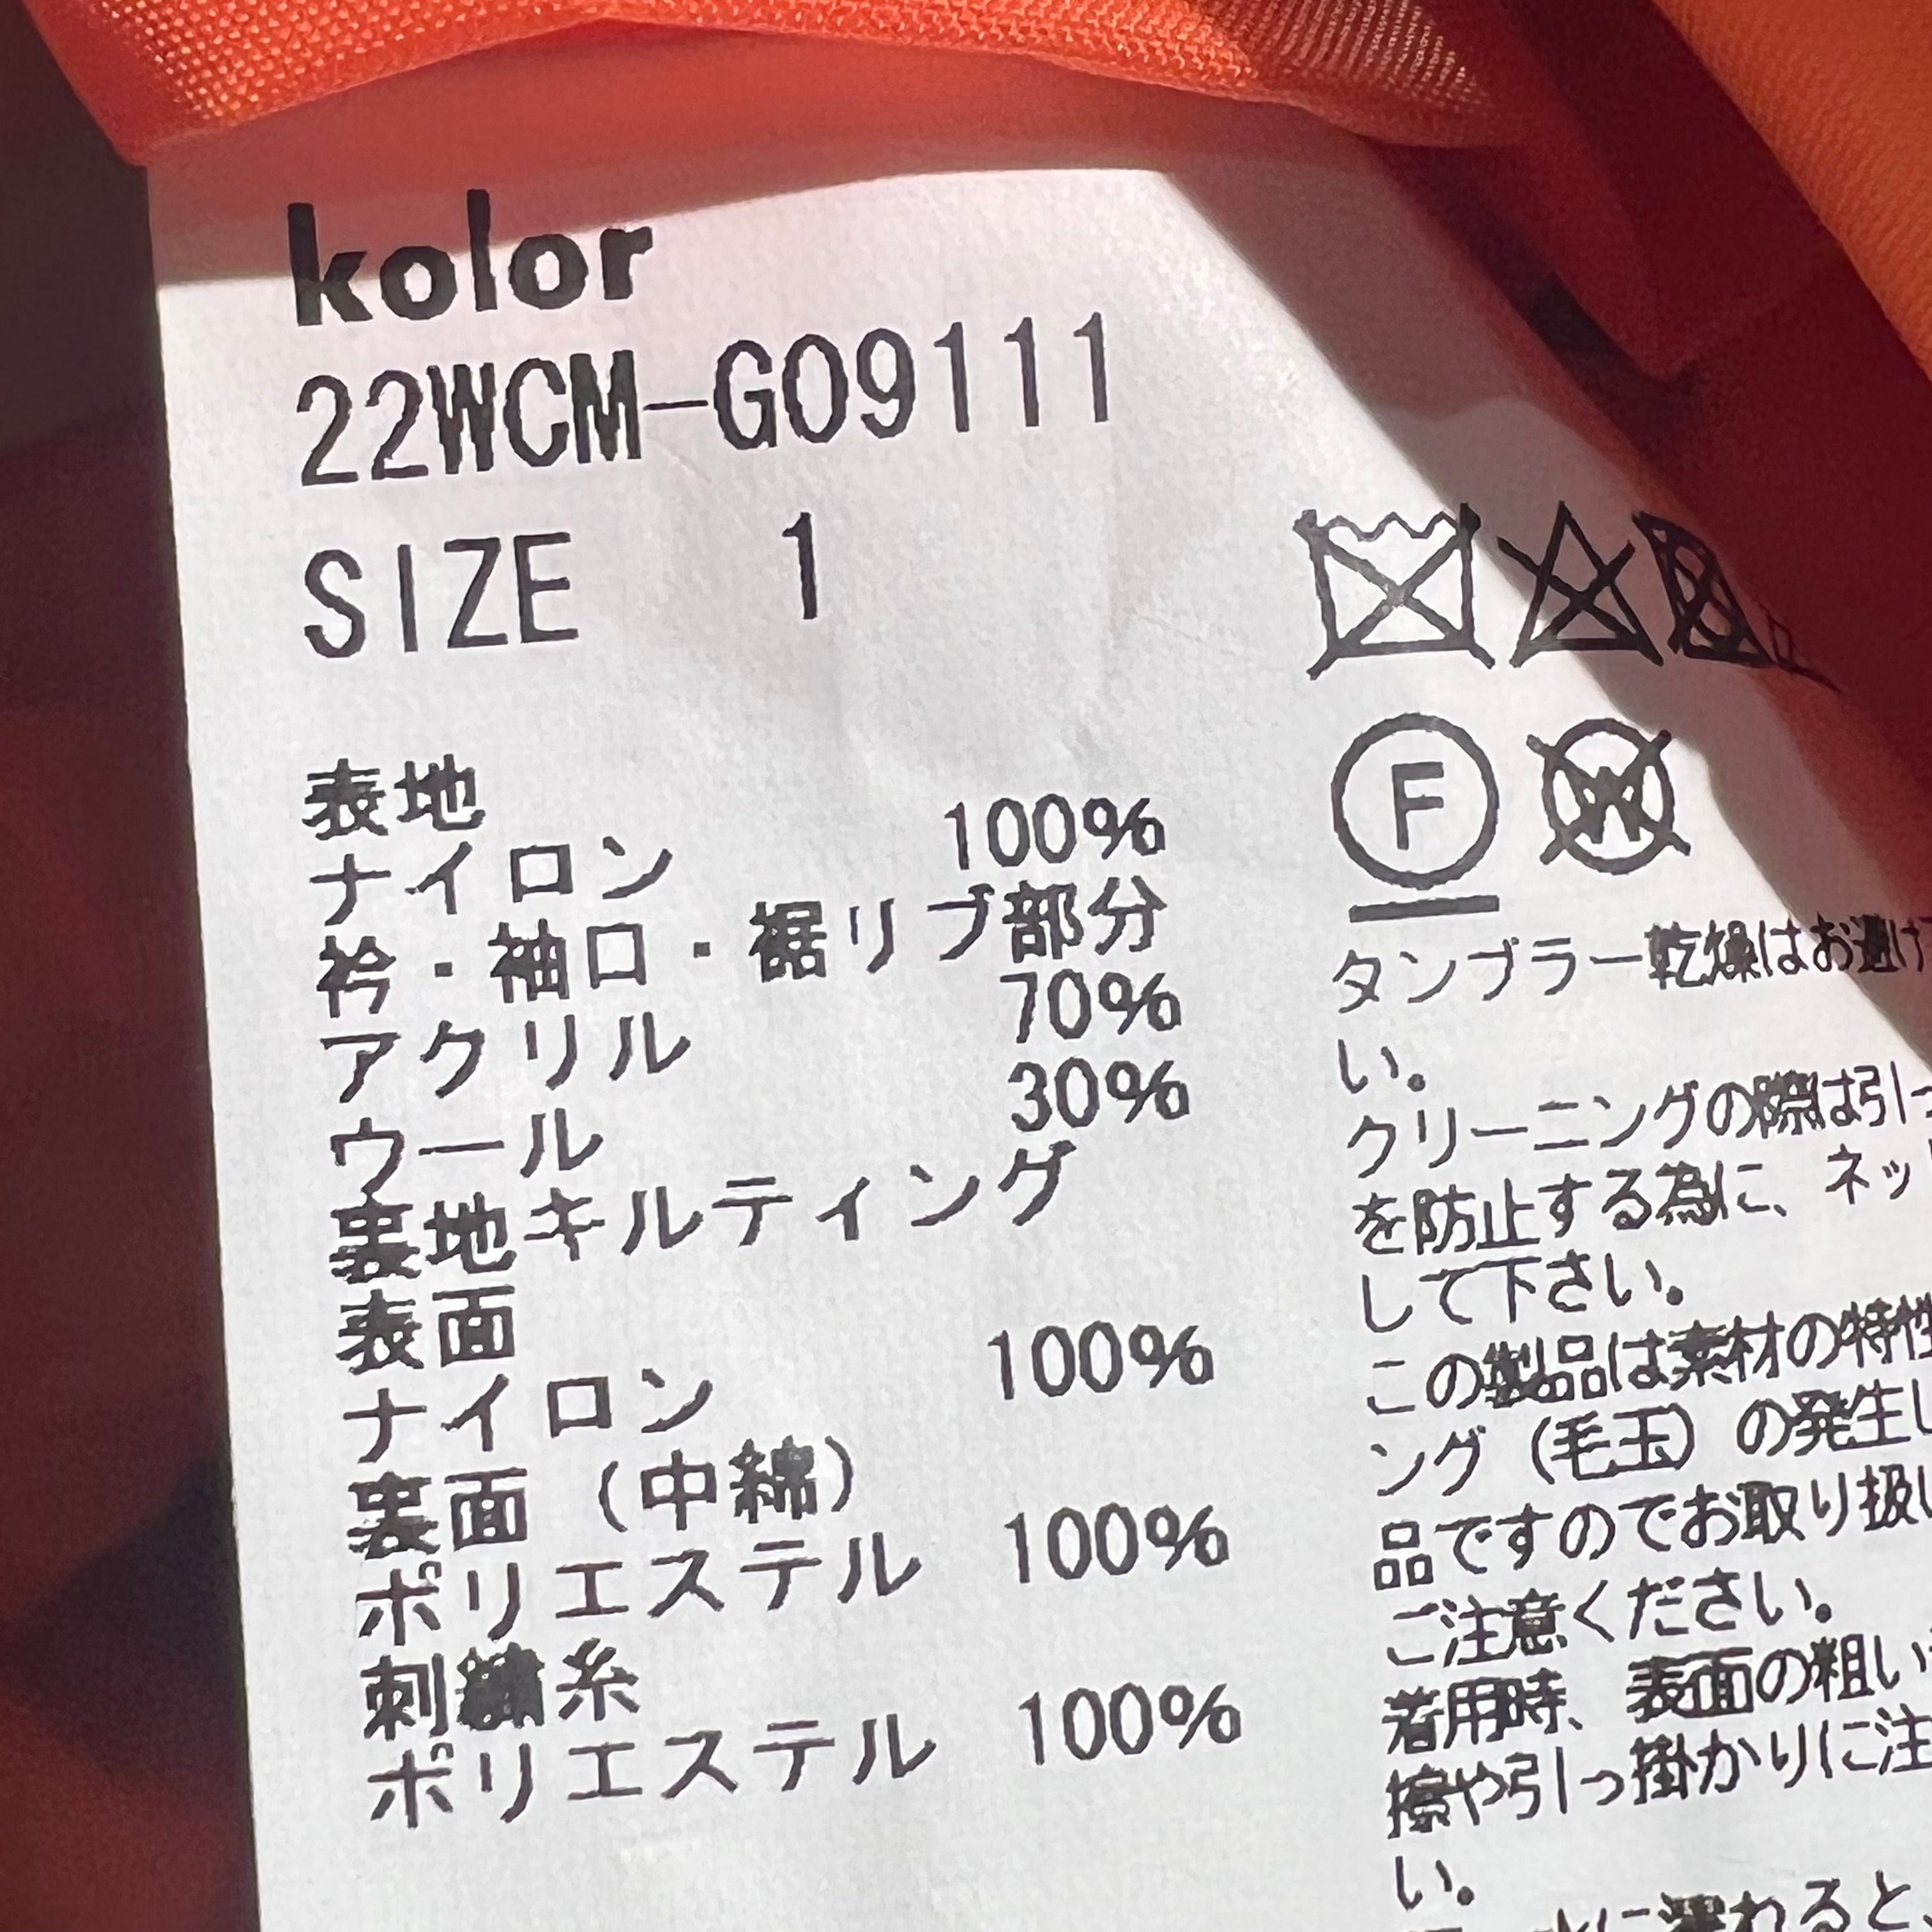 kolor
22WCM-G09111
SIZE 1
表地
ナイロン 100%
衿・袖口・裾リブ部分
アクリル 70%
ウール 30%
裏地キルティング
表面
ナイロン 100%
裏面（中綿）
ポリエステル 100%
刺繍糸
ポリエステル 100%
F
W
タンブラー乾燥はお避け
い。
クリーニングの際は引っ
を防止する為に、ネッ
して下さい。
この製品は素材の特性
ング（毛玉）の発生し
品ですのでお取り扱い
ご注意ください。
着用時、表面の粗い
擦や引っ掛かりに注
い。
に濡れると、